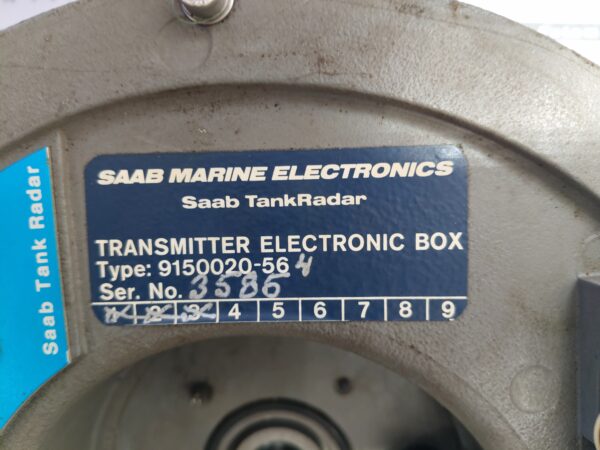 SAAB MARINE ELECTRONICS
Saab TankRadar
TRANSMITTER ELECTRONIC BOX
Type: 9150020-564
Ser. No. 3586
1 2 3 4 5 6 7 8 9
Saab Tank Radar